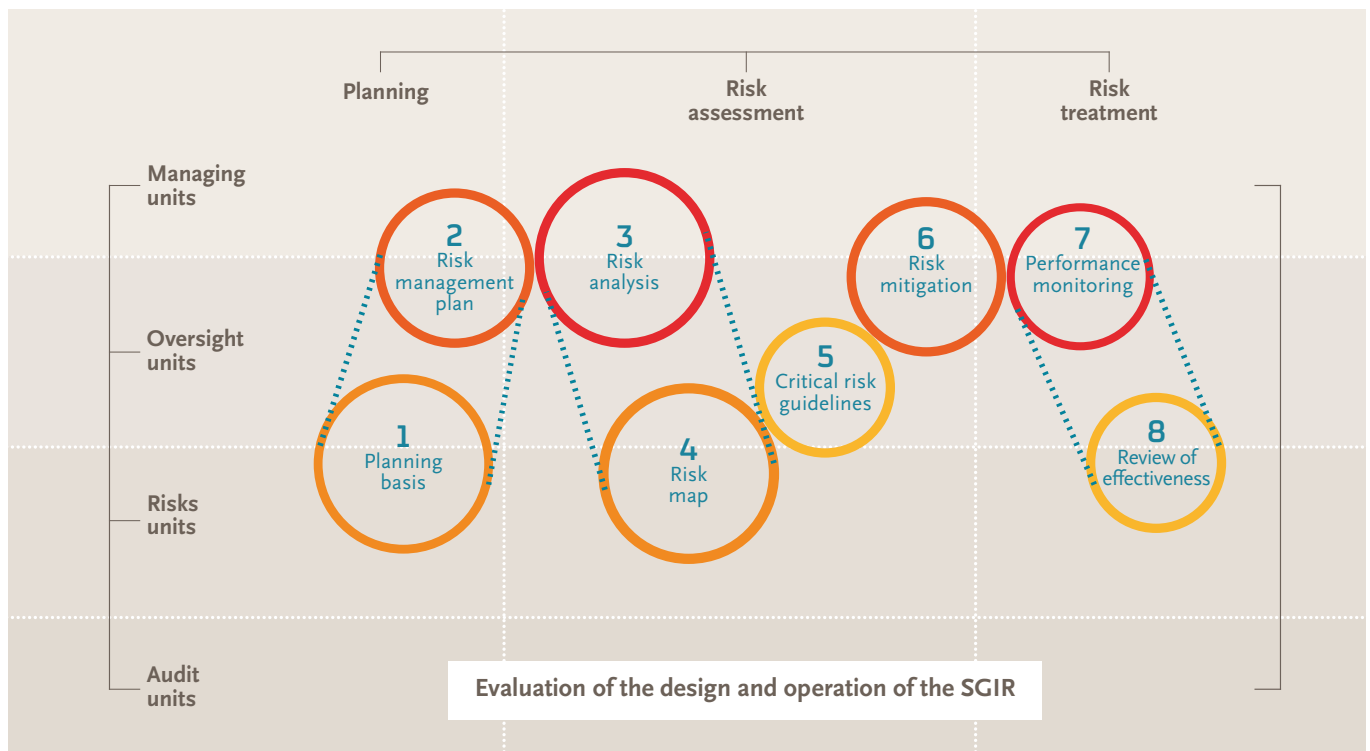 Planning
Risk
assessment
Risk
treatment
Managing
units
2
Risk
management
plan
3
Risk
analysis
6
Risk
mitigation
7
Performance
monitoring
Oversight
units
5
Critical risk
guidelines
1
Planning
basis
4
Risk
map
8
Review of
effectiveness
Risks
units
Audit
units
Evaluation of the design and operation of the SGIR